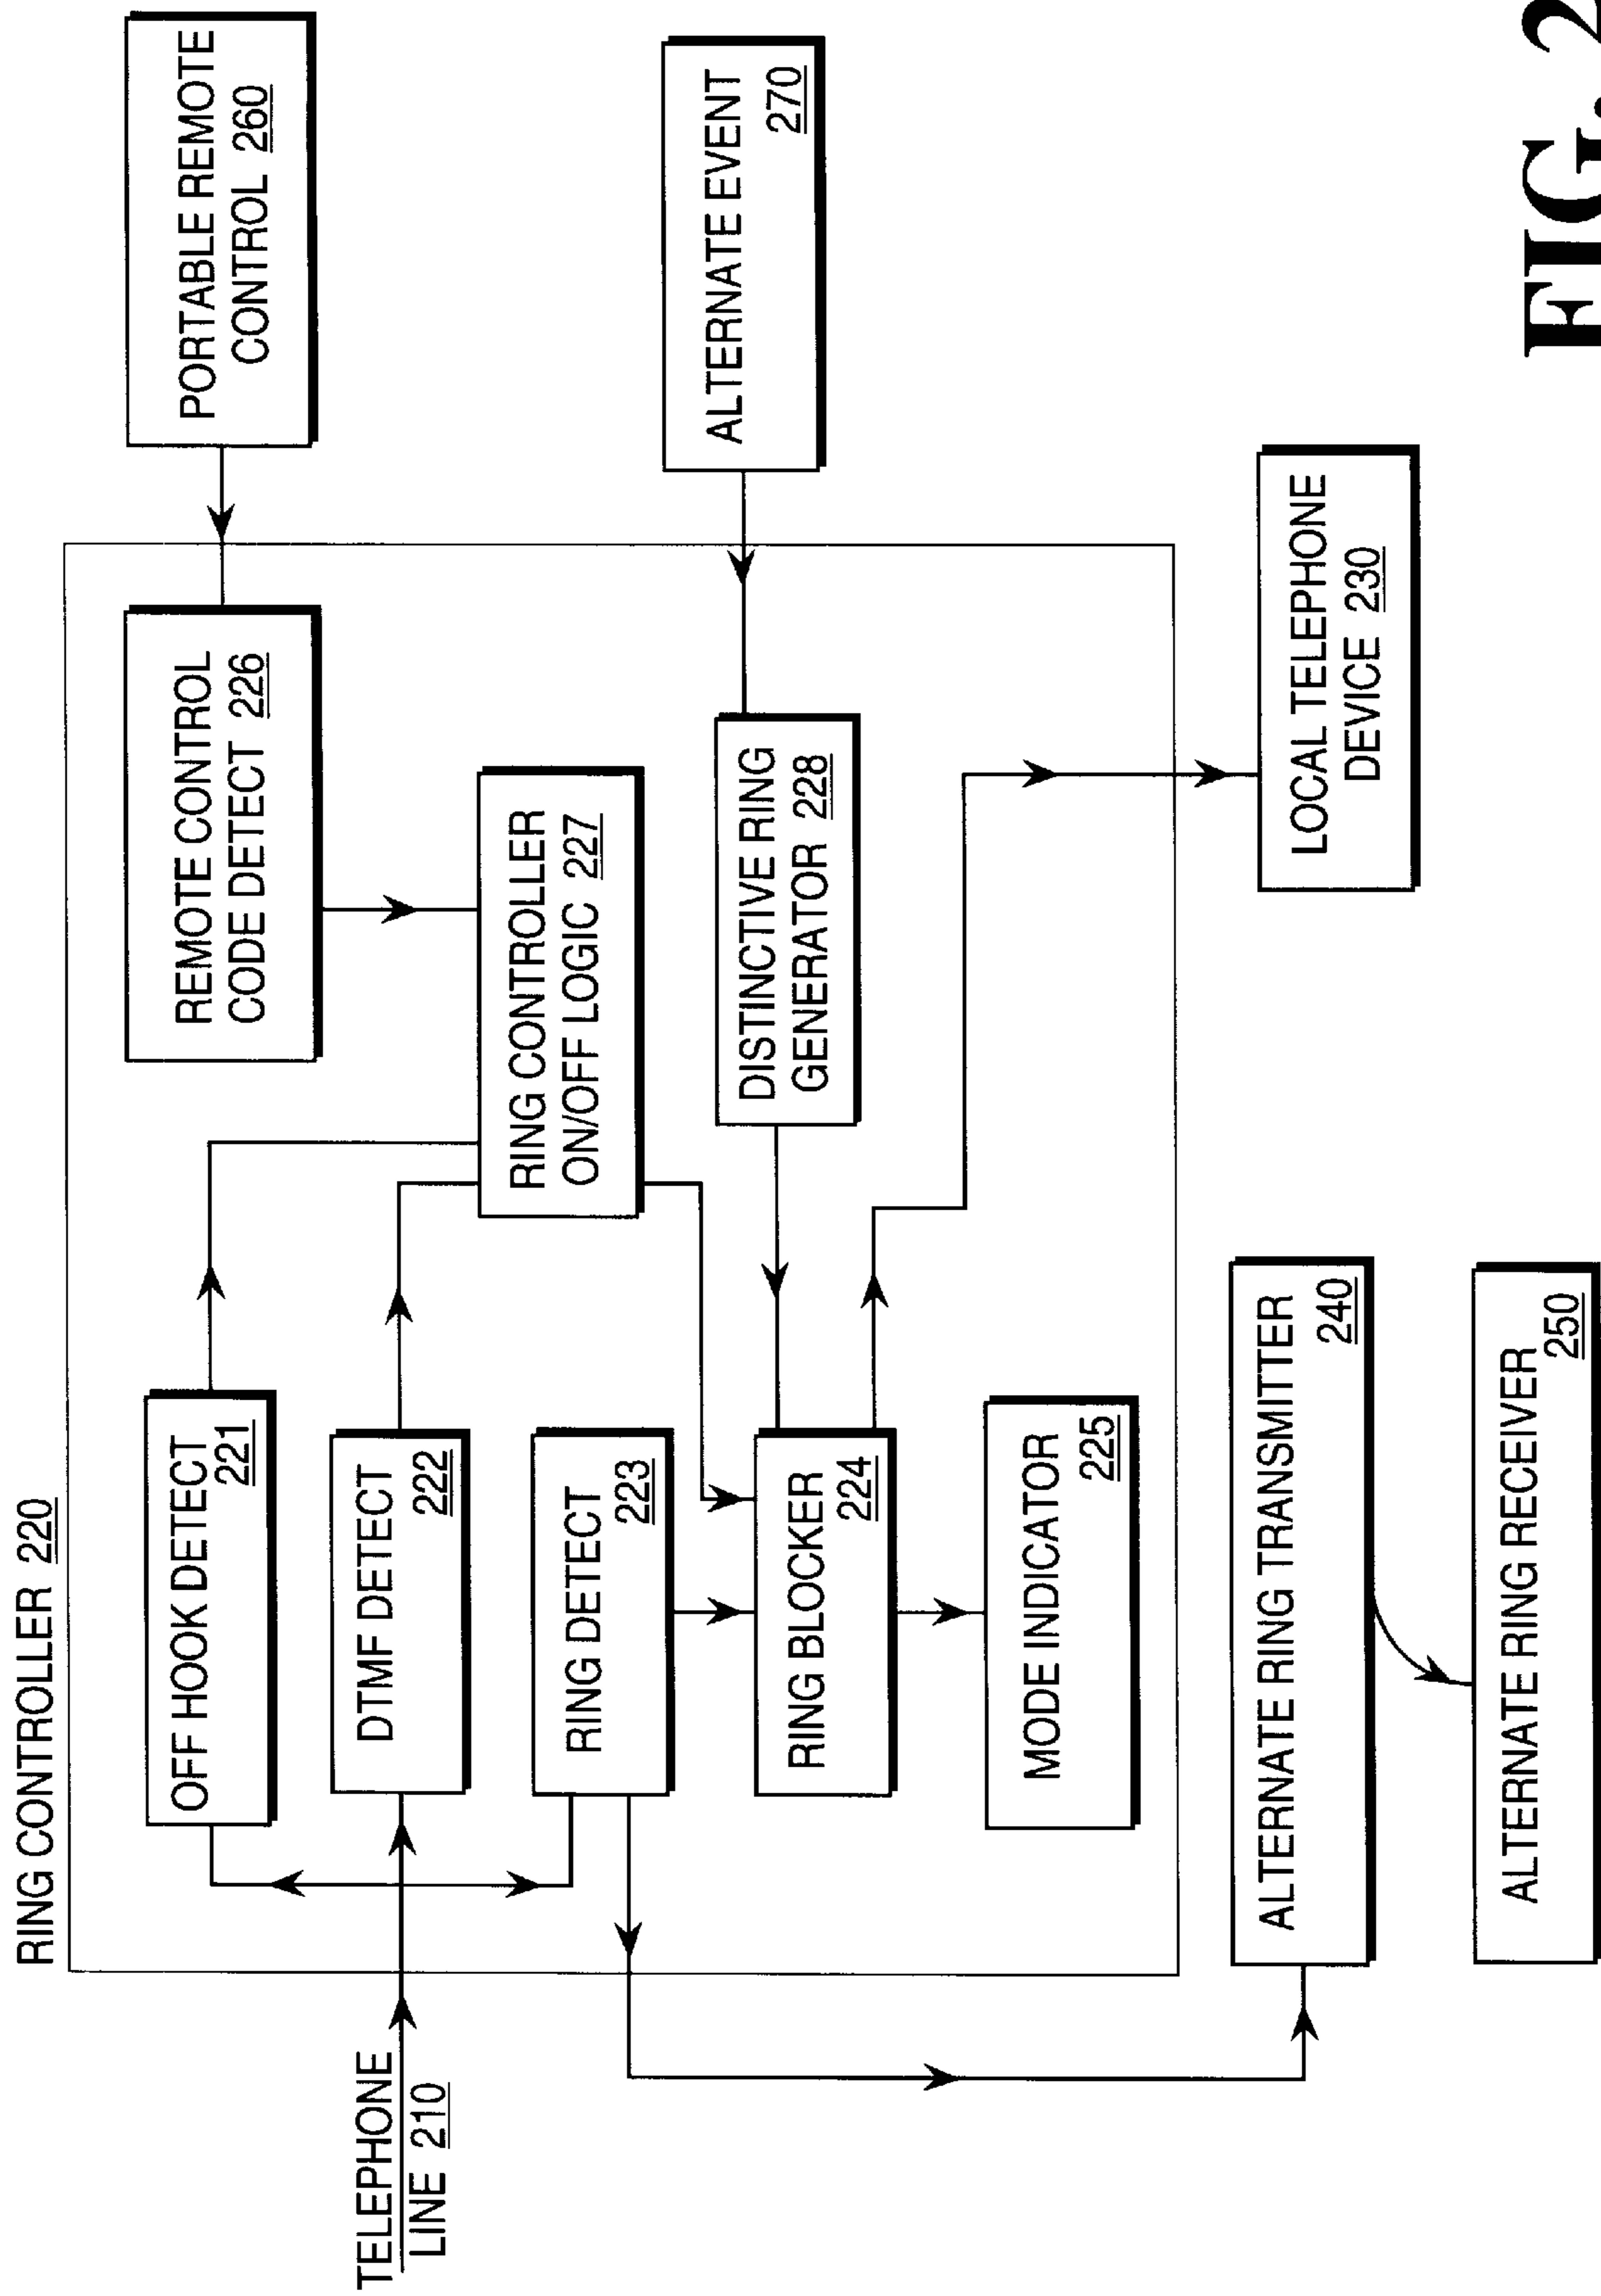 RING CONTROLLER 220
TELEPHONE
LINE 210
OFF HOOK DETECT
221
DTMF DETECT
222
RING DETECT
223
RING BLOCKER
224
MODE INDICATOR
225
REMOTE CONTROL
CODE DETECT 226
RING CONTROLLER
ON/OFF LOGIC 227
DISTINCTIVE RING
GENERATOR 228
PORTABLE REMOTE
CONTROL 260
ALTERNATE EVENT
270
LOCAL TELEPHONE
DEVICE 230
ALTERNATE RING TRANSMITTER
240
ALTERNATE RING RECEIVER
250
FIG. 2